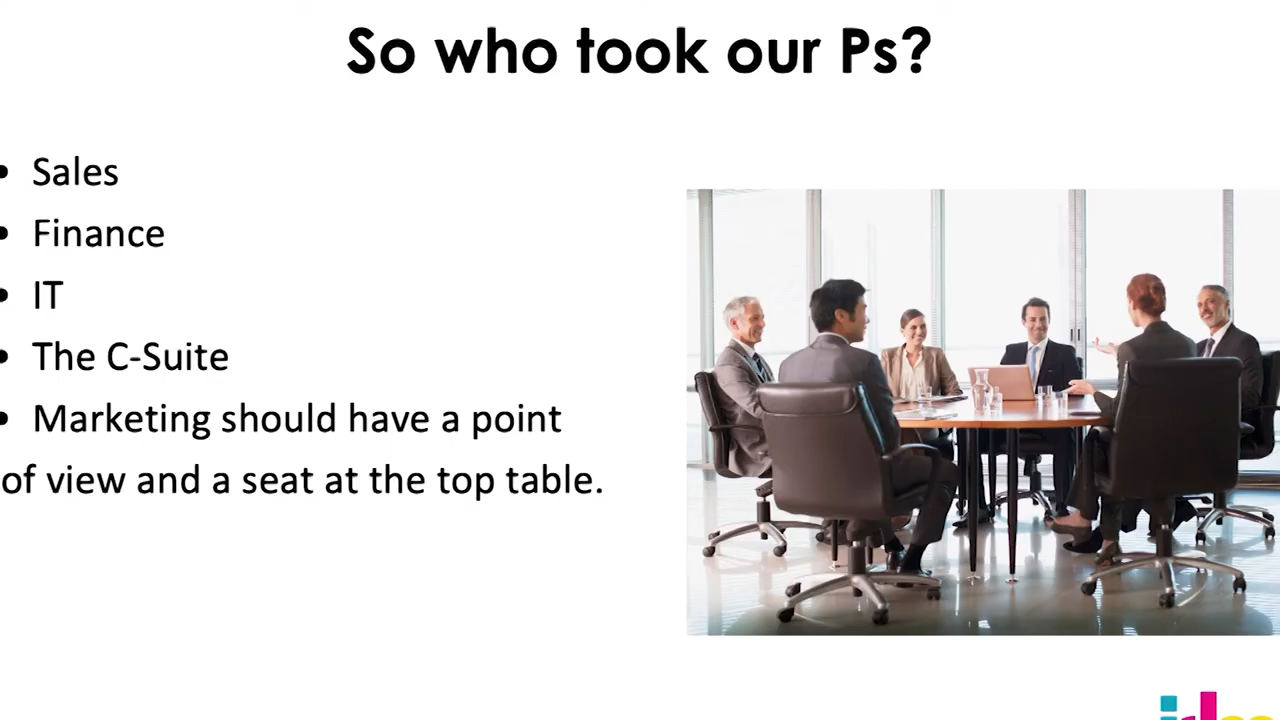 So who took our Ps?
• Sales
• Finance
• IT
• The C-Suite
• Marketing should have a point
of view and a seat at the top table.